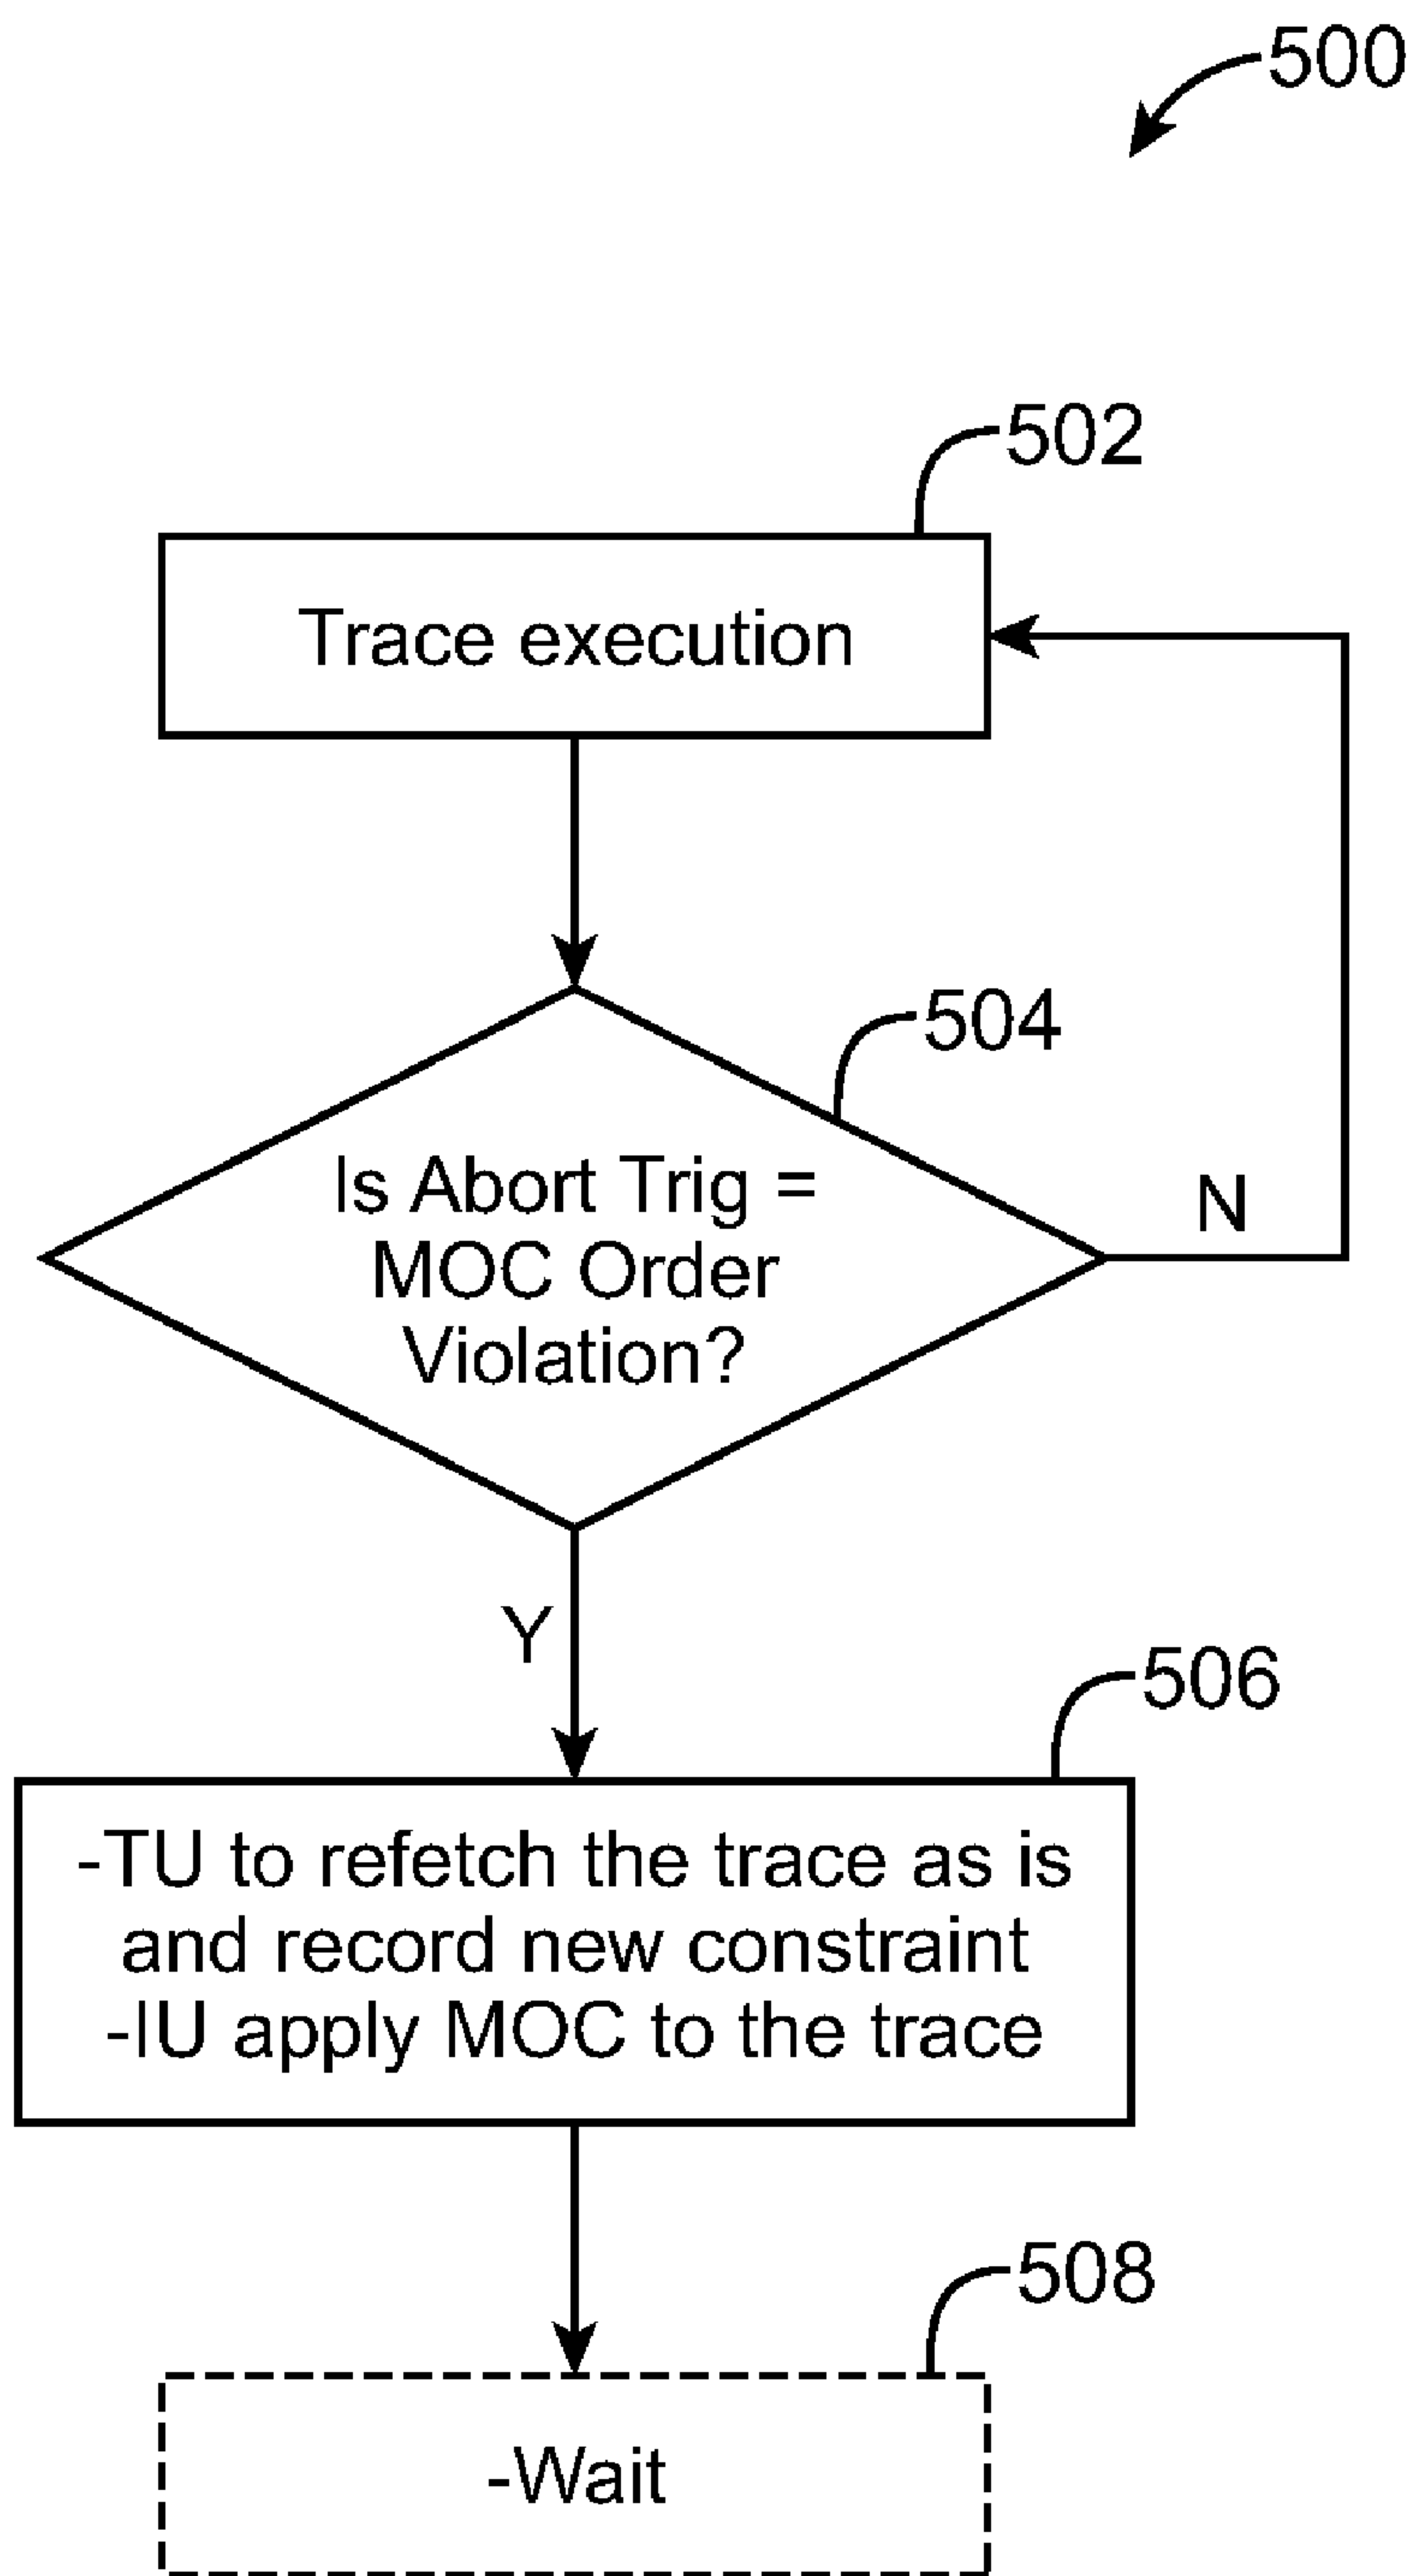 500
502
Trace execution
504
Is Abort Trig =
MOC Order
Violation?
N
Y
506
-TU to refetch the trace as is
and record new constraint
-IU apply MOC to the trace
508
-Wait